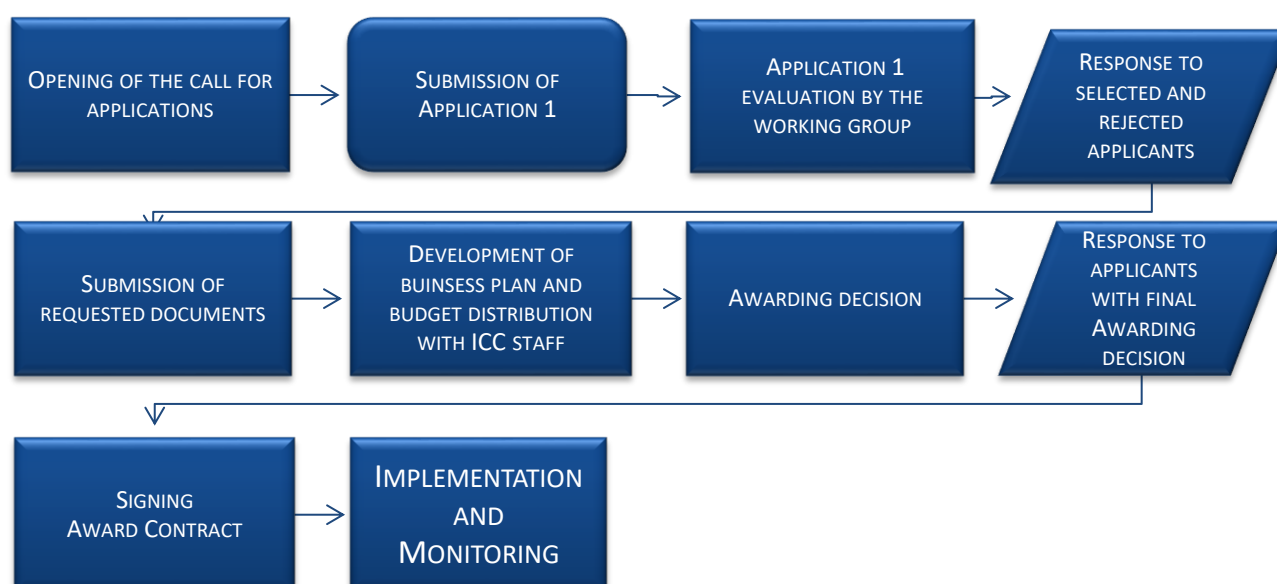 OPENING OF THE CALL FOR
APPLICATIONS
SUBMISSION OF
APPLICATION 1
APPLICATION 1
EVALUATION BY THE
WORKING GROUP
RESPONSE TO
SELECTED AND
REJECTED
APPLICANTS
SUBMISSION OF
REQUESTED DOCUMENTS
DEVELOPMENT OF
BUINSESS PLAN AND
BUDGET DISTRIBUTION
WITH ICC STAFF
AWARDING DECISION
RESPONSE TO
APPLICANTS
WITH FINAL
AWARDING
DECISION
SIGNING
AWARD CONTRACT
IMPLEMENTATION
AND
MONITORING